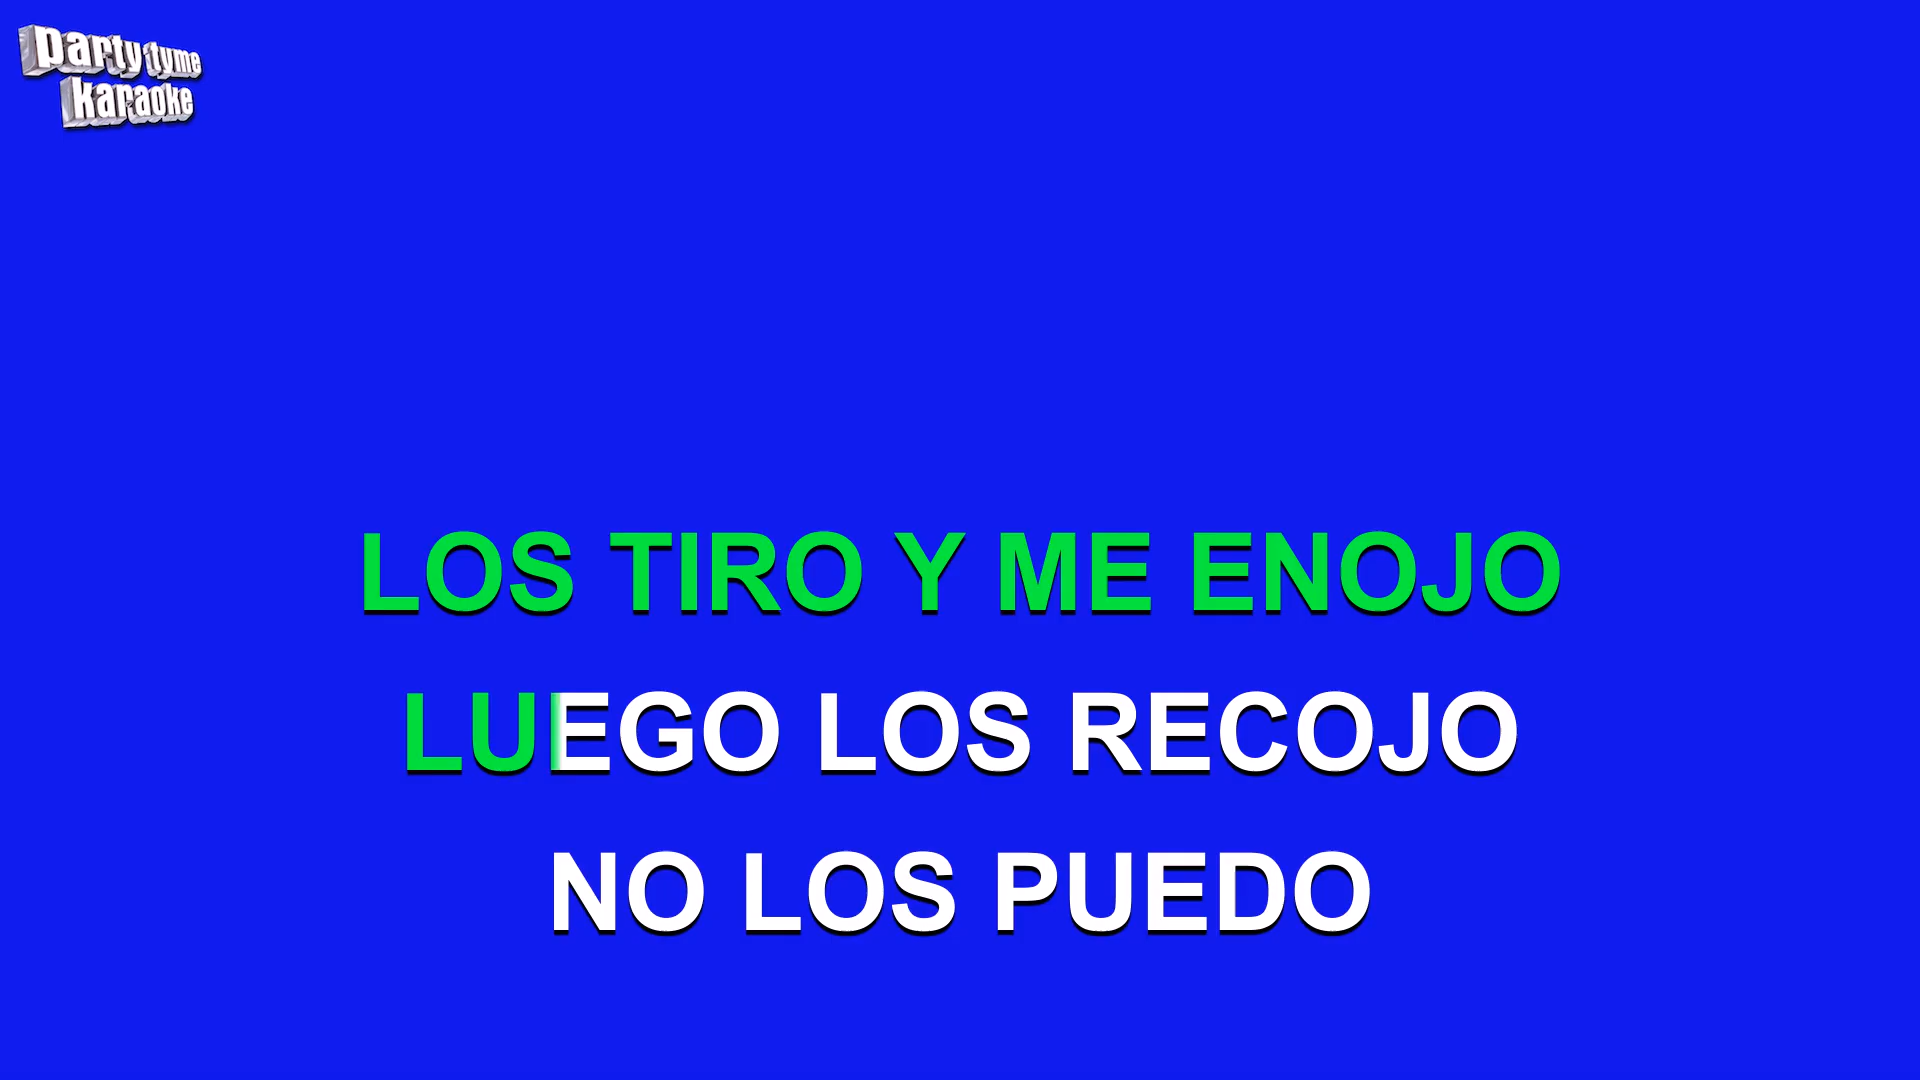 party tyme
karaoke
LOS TIRO Y ME ENOJO
LUEGO LOS RECOJO
NO LOS PUEDO